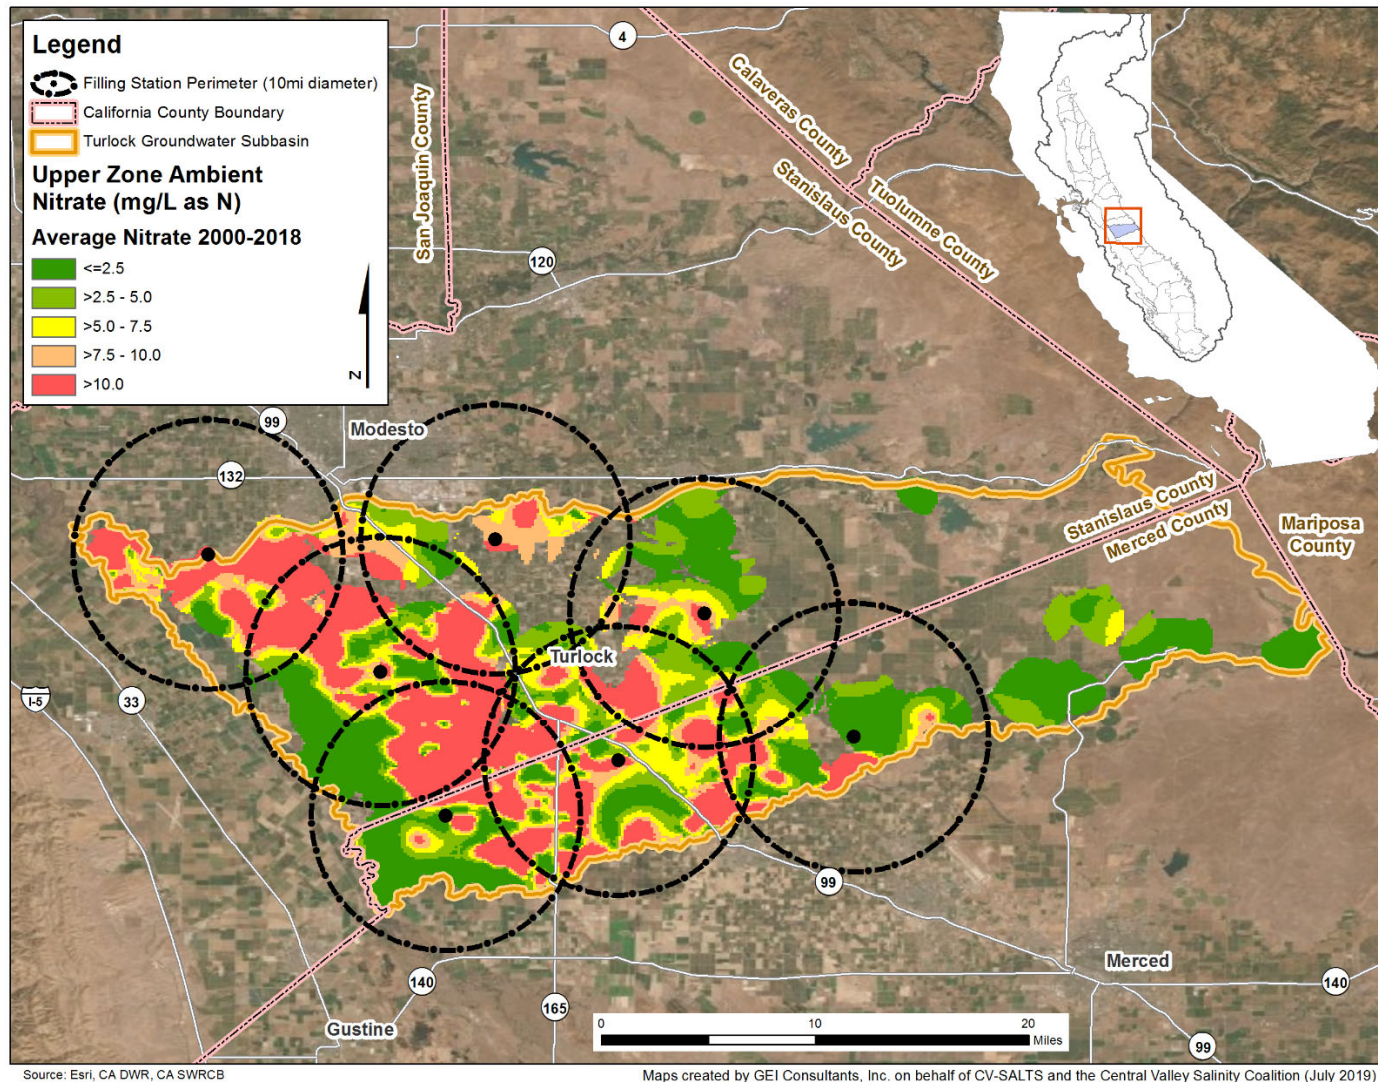 Legend
Filling Station Perimeter (10mi diameter)
California County Boundary
Turlock Groundwater Subbasin
Upper Zone Ambient
Nitrate (mg/L as N)
Average Nitrate 2000-2018
<=2.5
>2.5 - 5.0
>5.0 - 7.5
>7.5 - 10.0
>10.0
N
4
San Joaquin County
Calaveras County
Stanislaus County
Tuolumne County
120
99
Modesto
132
Stanislaus County
Merced County
Mariposa
County
Turlock
I-5
33
99
Merced
140
140
165
Gustine
99
0
10
20
Miles
Source: Esri, CA DWR, CA SWRCB
Maps created by GEI Consultants, Inc. on behalf of CV-SALTS and the Central Valley Salinity Coalition (July 2019)